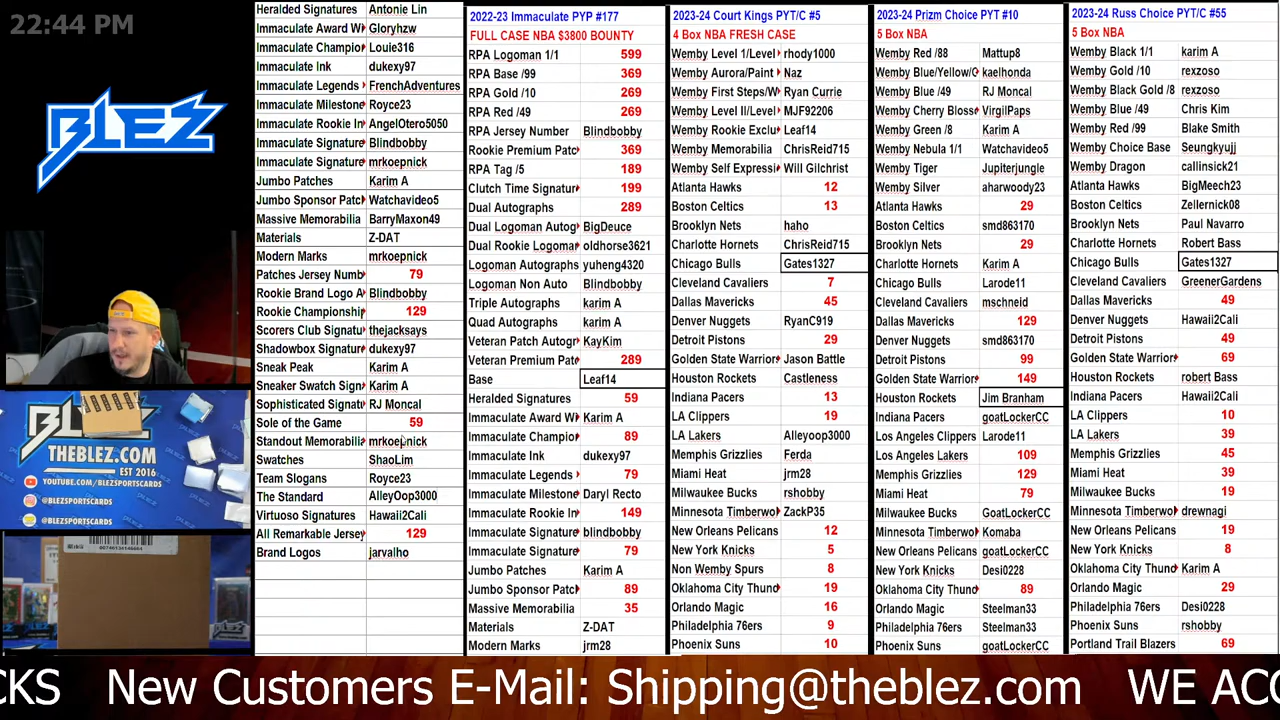 22:44 PM
BLEZ
BLEZ
THEBLEZ.COM
EST 2016
YOUTUBE.COM/BLEZSPORTSCARDS
@BLEZSPORTSCARDS
@BLEZSPORTSCARDS
Heralded Signatures Antonie Lin
Immaculate Award W Gloryhzw
Immaculate Champio Louie316
Immaculate Ink dukexy97
Immaculate Legends FrenchAdventures
Immaculate Milestone Royce23
Immaculate Rookie In AngelOtero5050
Immaculate Signature Blindbobby
Immaculate Signature mrkoepnick
Jumbo Patches Karim A
Jumbo Sponsor Patc Watchavideo5
Massive Memorabilia BarryMaxon49
Materials Z-DAT
Modern Marks mrkoepnick
Patches Jersey Numb 79
Rookie Brand Logo A Blindbobby
Rookie Championship 129
Scorers Club Signatu thejacksays
Shadowbox Signatur dukexy97
Sneak Peak Karim A
Sneaker Swatch Sign Karim A
Sophisticated Signat RJ Moncal
Sole of the Game 59
Standout Memorabili mrkoepnick
Swatches ShaoLim
Team Slogans Royce23
The Standard AlleyOop3000
Virtuoso Signatures Hawaii2Cali
All Remarkable Jersey 129
Brand Logos jarvalho
2022-23 Immaculate PYP #177
FULL CASE NBA $3800 BOUNTY
RPA Logoman 1/1 599
RPA Base /99 369
RPA Gold /10 269
RPA Red /49 269
RPA Jersey Number Blindbobby
Rookie Premium Patc 369
RPA Tag /5 189
Clutch Time Signatur 199
Dual Autographs 289
Dual Logoman Autog BigDeuce
Dual Rookie Logoma oldhorse3621
Logoman Autographs yuheng4320
Logoman Non Auto Blindbobby
Triple Autographs karim A
Quad Autographs karim A
Veteran Patch Autogr KayKim
Veteran Premium Pat 289
Base Leaf14
Heralded Signatures 59
Immaculate Award W Karim A
Immaculate Champio 89
Immaculate Ink dukexy97
Immaculate Legends 79
Immaculate Milestone Daryl Recto
Immaculate Rookie In 149
Immaculate Signature blindbobby
Immaculate Signature 79
Jumbo Patches Karim A
Jumbo Sponsor Patc 89
Massive Memorabilia 35
Materials Z-DAT
Modern Marks jrm28
2023-24 Court Kings PYT/C #5
4 Box NBA FRESH CASE
Wemby Level 1/Level rhody1000
Wemby Aurora/Paint Naz
Wemby First Steps/W Ryan Currie
Wemby Level II/Level MJF92206
Wemby Rookie Exclu Leaf14
Wemby Memorabilia ChrisReid715
Wemby Self Expressi Will Gilchrist
Atlanta Hawks 12
Boston Celtics 13
Brooklyn Nets haho
Charlotte Hornets ChrisReid715
Chicago Bulls Gates1327
Cleveland Cavaliers 7
Dallas Mavericks 45
Denver Nuggets RyanC919
Detroit Pistons 29
Golden State Warrior Jason Battle
Houston Rockets Castleness
Indiana Pacers 13
LA Clippers 19
LA Lakers Alleyoop3000
Memphis Grizzlies Ferda
Miami Heat jrm28
Milwaukee Bucks rshobby
Minnesota Timberwo ZackP35
New Orleans Pelicans 12
New York Knicks 5
Non Wemby Spurs 8
Oklahoma City Thund 19
Orlando Magic 16
Philadelphia 76ers 9
Phoenix Suns 10
2023-24 Prizm Choice PYT #10
5 Box NBA
Wemby Red /88 Mattup8
Wemby Blue/Yellow/G kaelhonda
Wemby Blue /49 RJ Moncal
Wemby Cherry Bloss VirgilPaps
Wemby Green /8 Karim A
Wemby Nebula 1/1 Watchavideo5
Wemby Tiger Jupiterjungle
Wemby Silver aharwoody23
Atlanta Hawks 29
Boston Celtics smd863170
Brooklyn Nets 29
Charlotte Hornets Karim A
Chicago Bulls Larode11
Cleveland Cavaliers mschneid
Dallas Mavericks 129
Denver Nuggets smd863170
Detroit Pistons 99
Golden State Warrior 149
Houston Rockets Jim Branham
Indiana Pacers goatLockerCC
Los Angeles Clippers Larode11
Los Angeles Lakers 109
Memphis Grizzlies 129
Miami Heat 79
Milwaukee Bucks GoatLockerCC
Minnesota Timberwo Komaba
New Orleans Pelicans goatLockerCC
New York Knicks Desi0228
Oklahoma City Thund 89
Orlando Magic Steelman33
Philadelphia 76ers Steelman33
Phoenix Suns goatLockerCC
2023-24 Russ Choice PYT/C #55
5 Box NBA
Wemby Black 1/1 karim A
Wemby Gold /10 rexzoso
Wemby Black Gold /8 rexzoso
Wemby Blue /49 Chris Kim
Wemby Red /99 Blake Smith
Wemby Choice Base Seungkyujj
Wemby Dragon callinsick21
Atlanta Hawks BigMeech23
Boston Celtics Zellernick08
Brooklyn Nets Paul Navarro
Charlotte Hornets Robert Bass
Chicago Bulls Gates1327
Cleveland Cavaliers GreenerGardens
Dallas Mavericks 49
Denver Nuggets Hawaii2Cali
Detroit Pistons 49
Golden State Warrior 69
Houston Rockets robert Bass
Indiana Pacers Hawaii2Cali
LA Clippers 10
LA Lakers 39
Memphis Grizzlies 45
Miami Heat 39
Milwaukee Bucks 19
Minnesota Timberwo drewnagi
New Orleans Pelicans 19
New York Knicks 8
Oklahoma City Thund Karim A
Orlando Magic 29
Philadelphia 76ers Desi0228
Phoenix Suns rshobby
Portland Trail Blazers 69
CKS New Customers E-Mail: Shipping@theblez.com WE ACC